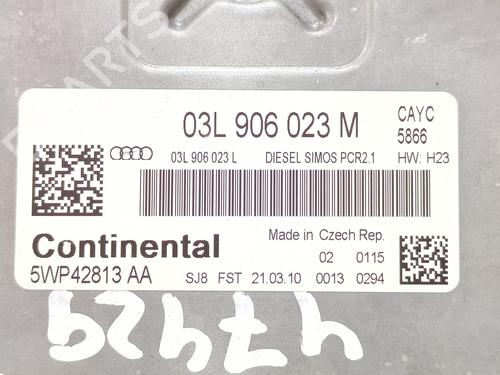 03L 906 023 M
CAYC
5866
03L 906 023 L DIESEL SIMOS PCR2.1 HW: H23
Continental
Made in Czech Rep.
02 0115
5WP42813 AA SJ8 FST 21.03.10 0013 0294
47429